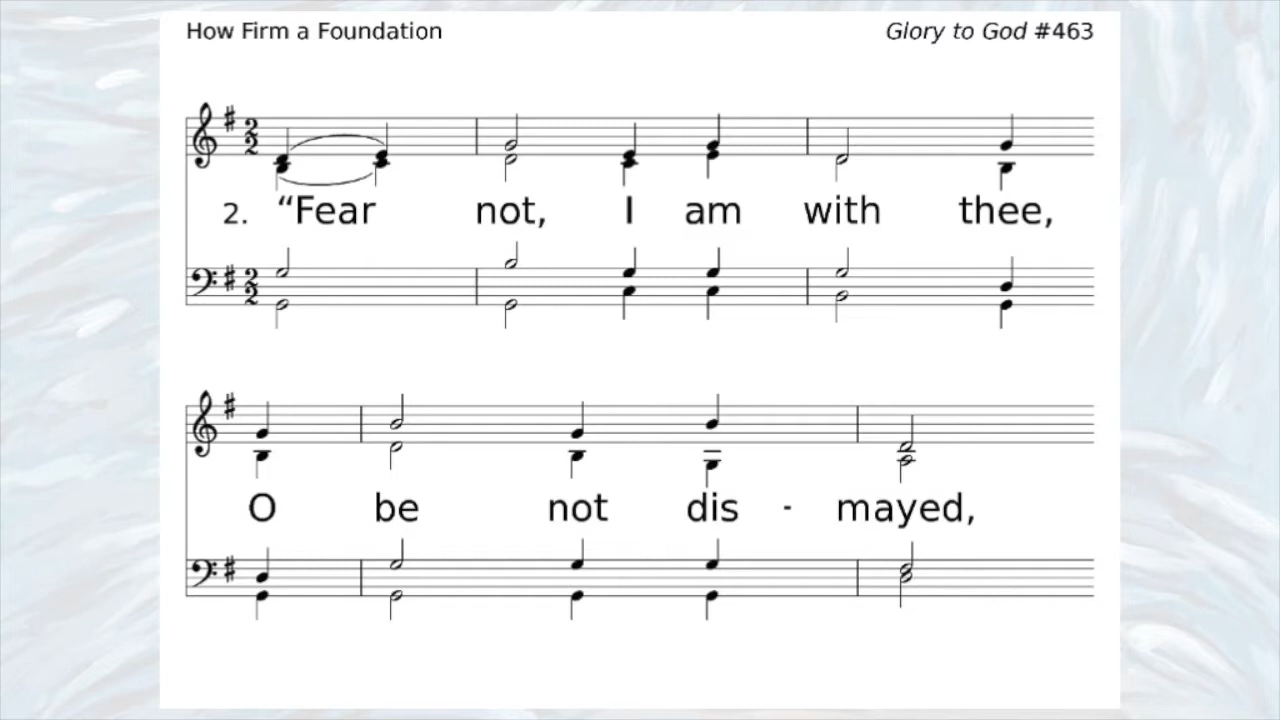 How Firm a Foundation
Glory to God #463
2. “Fear not, I am with thee,
O be not dis - mayed,